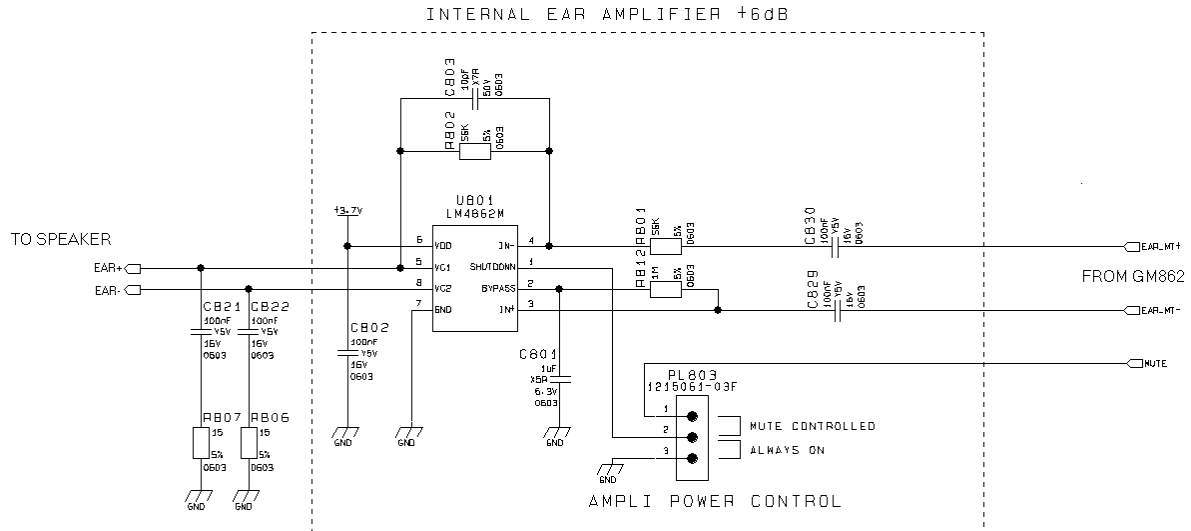 INTERNAL EAR AMPLIFIER +6dB
C803
10pF
X7R
50V
0603
R802
56K
5%
0603
U801
LM4862M
+3.7V
6 VDD
5 VO1
8 VO2
7 GND
IN- 4
SHUTDOWN 1
BYPASS 2
IN+ 3
R801
56K
5%
0603
R812
1M
5%
0603
C830
100nF
Y5V
16V
0603
C829
100nF
Y5V
16V
0603
TO SPEAKER
EAR+
EAR-
EAR_MT+
FROM GM862
EAR_MT-
MUTE
C821
100nF
Y5V
16V
0603
C822
100nF
Y5V
16V
0603
C802
100nF
Y5V
16V
0603
C801
1uF
X5R
6.3V
0603
R807
15
5%
0603
R806
15
5%
0603
GND
GND
GND
GND
GND
GND
PL803
1215061-03F
1
2
3
MUTE CONTROLLED
ALWAYS ON
AMPLI POWER CONTROL